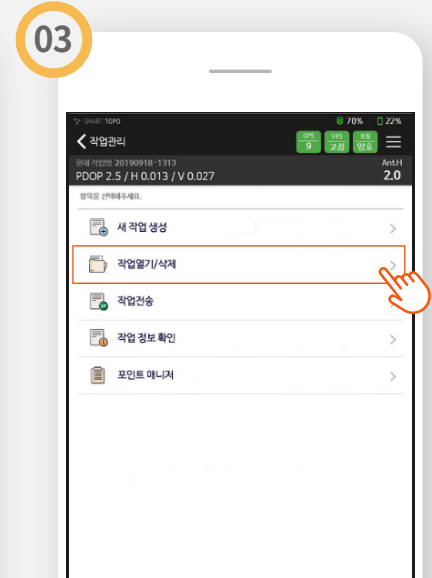 03
SMART TOPO
70%
22%
작업관리
GPS
9
VRS
고정
보정
양호
현재 작업명 20190918-1313
Ant.H
PDOP 2.5 / H 0.013 / V 0.027
2.0
항목을 선택해주세요.
새 작업 생성
작업열기/삭제
작업전송
작업 정보 확인
포인트 매니저